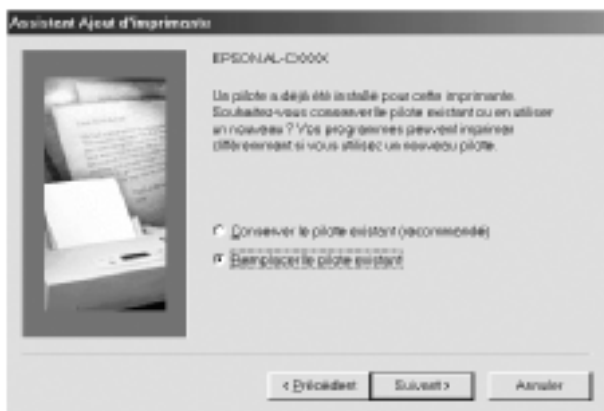 Assistant Ajout d'imprimante
EPSON AL-CXXXX
Un pilote a déjà été installé pour cette imprimante.
Souhaitez-vous conserver le pilote existant ou en utiliser
un nouveau ? Vos programmes peuvent imprimer
différemment si vous utilisez un nouveau pilote.
Conserver le pilote existant (recommandé)
Remplacer le pilote existant
< Précédent
Suivant >
Annuler